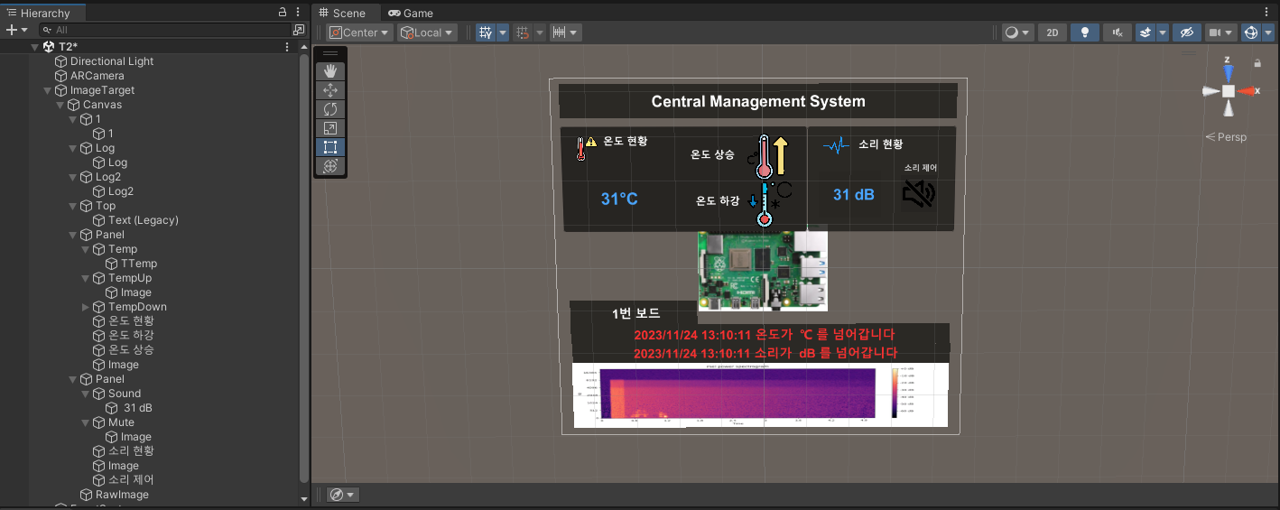 Hierarchy
All
T2*
Directional Light
ARCamera
ImageTarget
Canvas
1
1
Log
Log
Log2
Log2
Top
Text (Legacy)
Panel
Temp
TTemp
TempUp
Image
TempDown
온도 현황
온도 하강
온도 상승
Image
Panel
Sound
31 dB
Mute
Image
소리 현황
Image
소리 제어
RawImage
Scene
Game
Center
Local
2D
z
x
Persp
Central Management System
온도 현황
온도 상승
31°C
온도 하강
소리 현황
소리 제어
31 dB
1번 보드
2023/11/24 13:10:11 온도가 ℃ 를 넘어갑니다
2023/11/24 13:10:11 소리가 dB 를 넘어갑니다